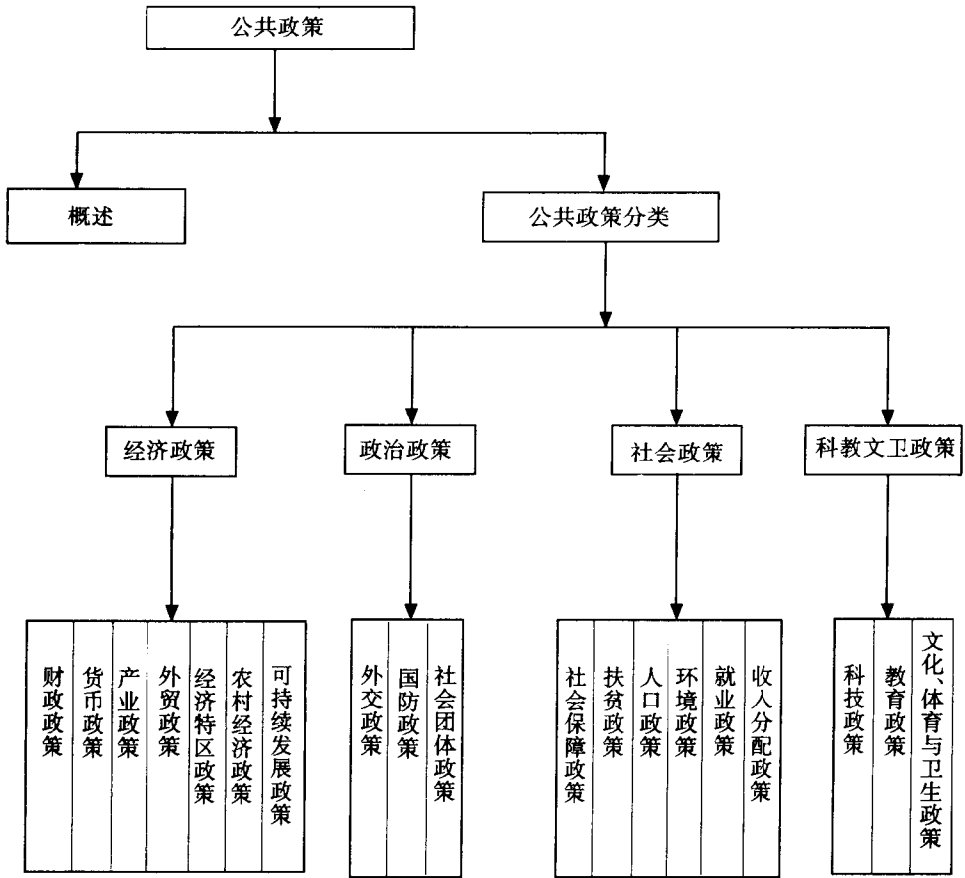 公共政策
概述
公共政策分类
经济政策
政治政策
社会政策
科教文卫政策
财政政策
货币政策
产业政策
外贸政策
经济特区政策
农村经济政策
可持续发展政策
外交政策
国防政策
社会团体政策
社会保障政策
扶贫政策
人口政策
环境政策
就业政策
收入分配政策
科技政策
教育政策
文化、体育与卫生政策